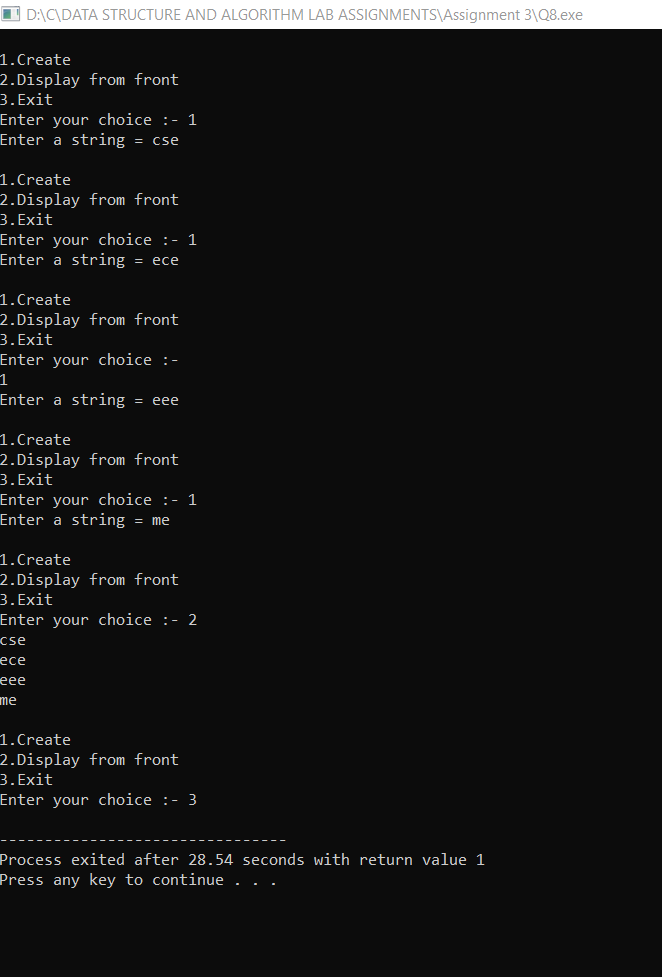 D:\C\DATA STRUCTURE AND ALGORITHM LAB ASSIGNMENTS\Assignment 3\Q8.exe
1.Create
2.Display from front
3.Exit
Enter your choice :- 1
Enter a string = cse
1.Create
2.Display from front
3.Exit
Enter your choice :- 1
Enter a string = ece
1.Create
2.Display from front
3.Exit
Enter your choice :-
1
Enter a string = eee
1.Create
2.Display from front
3.Exit
Enter your choice :- 1
Enter a string = me
1.Create
2.Display from front
3.Exit
Enter your choice :- 2
cse
ece
eee
me
1.Create
2.Display from front
3.Exit
Enter your choice :- 3
--------------------------------
Process exited after 28.54 seconds with return value 1
Press any key to continue . . .